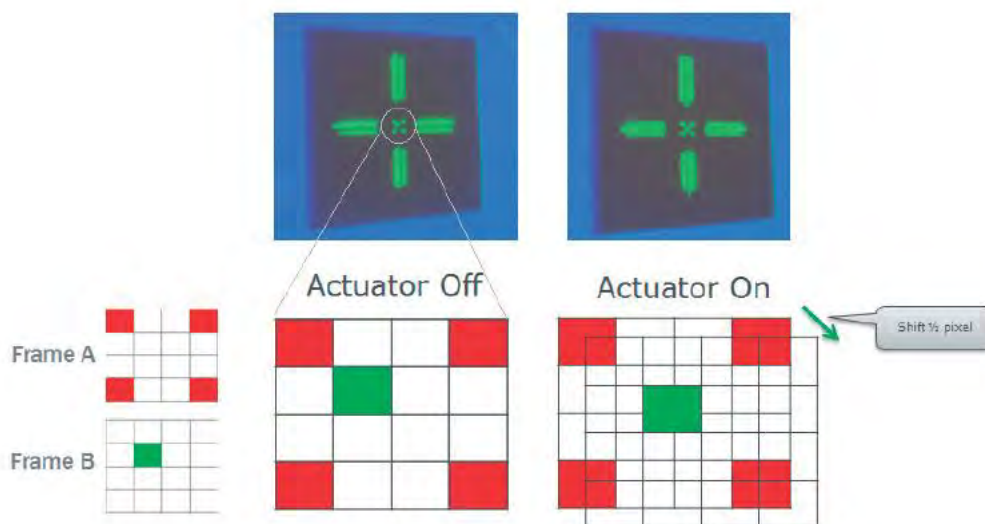 Actuator Off
Actuator On
Shift ½ pixel
Frame A
Frame B